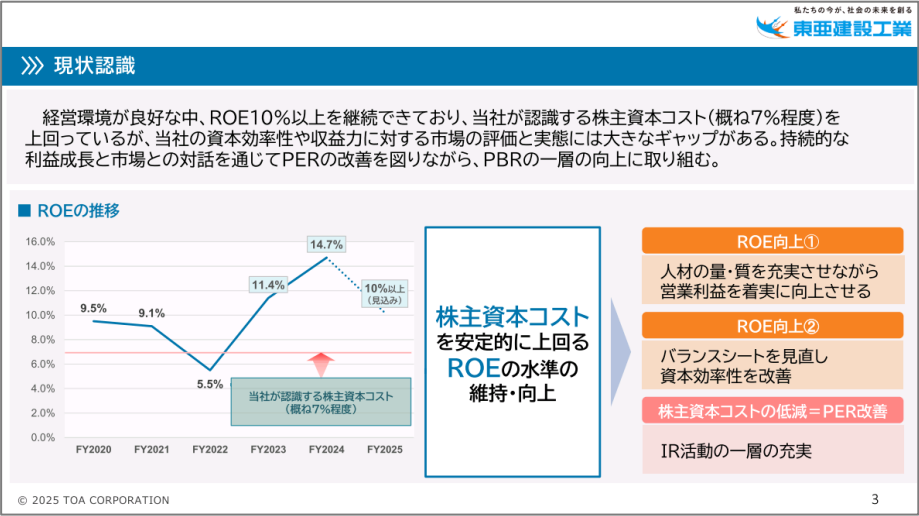 私たちの今が、社会の未来を創る
東亜建設工業
現状認識
経営環境が良好な中、ROE10%以上を継続できており、当社が認識する株主資本コスト(概ね7%程度)を
上回っているが、当社の資本効率性や収益力に対する市場の評価と実態には大きなギャップがある。持続的な
利益成長と市場との対話を通じてPERの改善を図りながら、PBRの一層の向上に取り組む。
■ ROEの推移
16.0%
14.0%
12.0%
10.0%
8.0%
6.0%
4.0%
2.0%
0.0%
9.5%
9.1%
5.5%
11.4%
14.7%
10%以上
(見込み)
当社が認識する株主資本コスト
(概ね7%程度)
FY2020
FY2021
FY2022
FY2023
FY2024
FY2025
株主資本コスト
を安定的に上回る
ROEの水準の
維持・向上
ROE向上①
人材の量・質を充実させながら
営業利益を着実に向上させる
ROE向上②
バランスシートを見直し
資本効率性を改善
株主資本コストの低減=PER改善
IR活動の一層の充実
© 2025 TOA CORPORATION
3